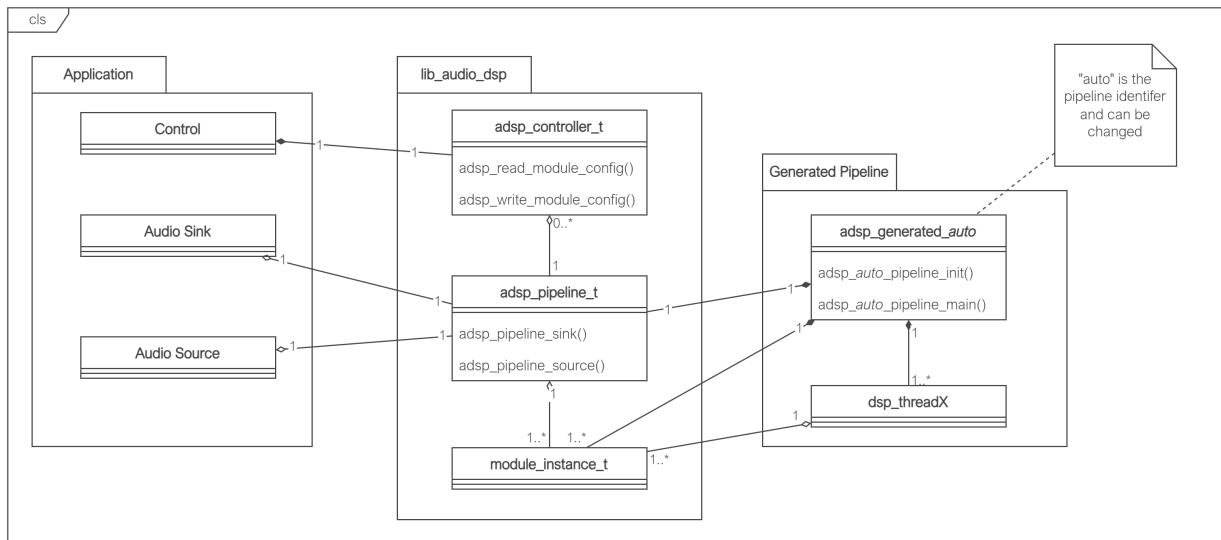 cls
Application
Control
1
1
Audio Sink
1
1
Audio Source
1
1
lib_audio_dsp
adsp_controller_t
adsp_read_module_config()
adsp_write_module_config()
0..*
1
adsp_pipeline_t
adsp_pipeline_sink()
adsp_pipeline_source()
1
1..*
1..*
module_instance_t
1..*
"auto" is the
pipeline identifer
and can be
changed
Generated Pipeline
adsp_generated_auto
adsp_auto_pipeline_init()
adsp_auto_pipeline_main()
1
1
1
1
1..*
dsp_threadX
1